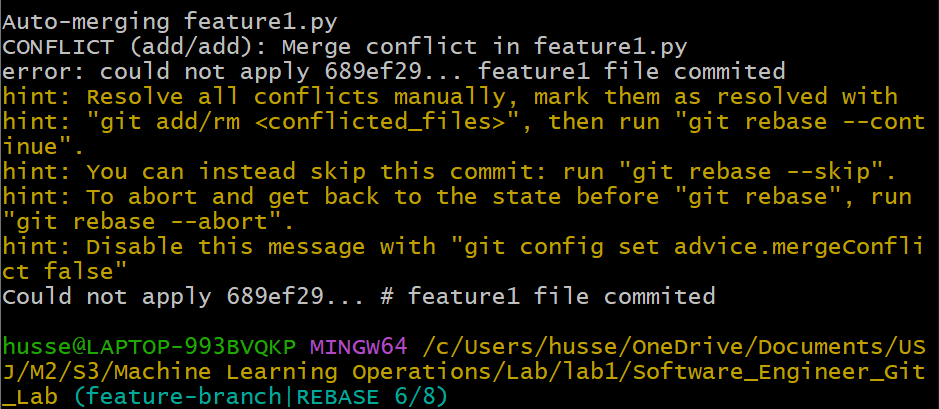 Auto-merging feature1.py
CONFLICT (add/add): Merge conflict in feature1.py
error: could not apply 689ef29... feature1 file commited
hint: Resolve all conflicts manually, mark them as resolved with
hint: "git add/rm <conflicted_files>", then run "git rebase --cont
inue".
hint: You can instead skip this commit: run "git rebase --skip".
hint: To abort and get back to the state before "git rebase", run
"git rebase --abort".
hint: Disable this message with "git config set advice.mergeConfli
ct false"
Could not apply 689ef29... # feature1 file commited
husse@LAPTOP-993BVQKP MINGW64 /c/Users/husse/OneDrive/Documents/US
J/M2/S3/Machine Learning Operations/Lab/lab1/Software_Engineer_Git
_Lab (feature-branch|REBASE 6/8)